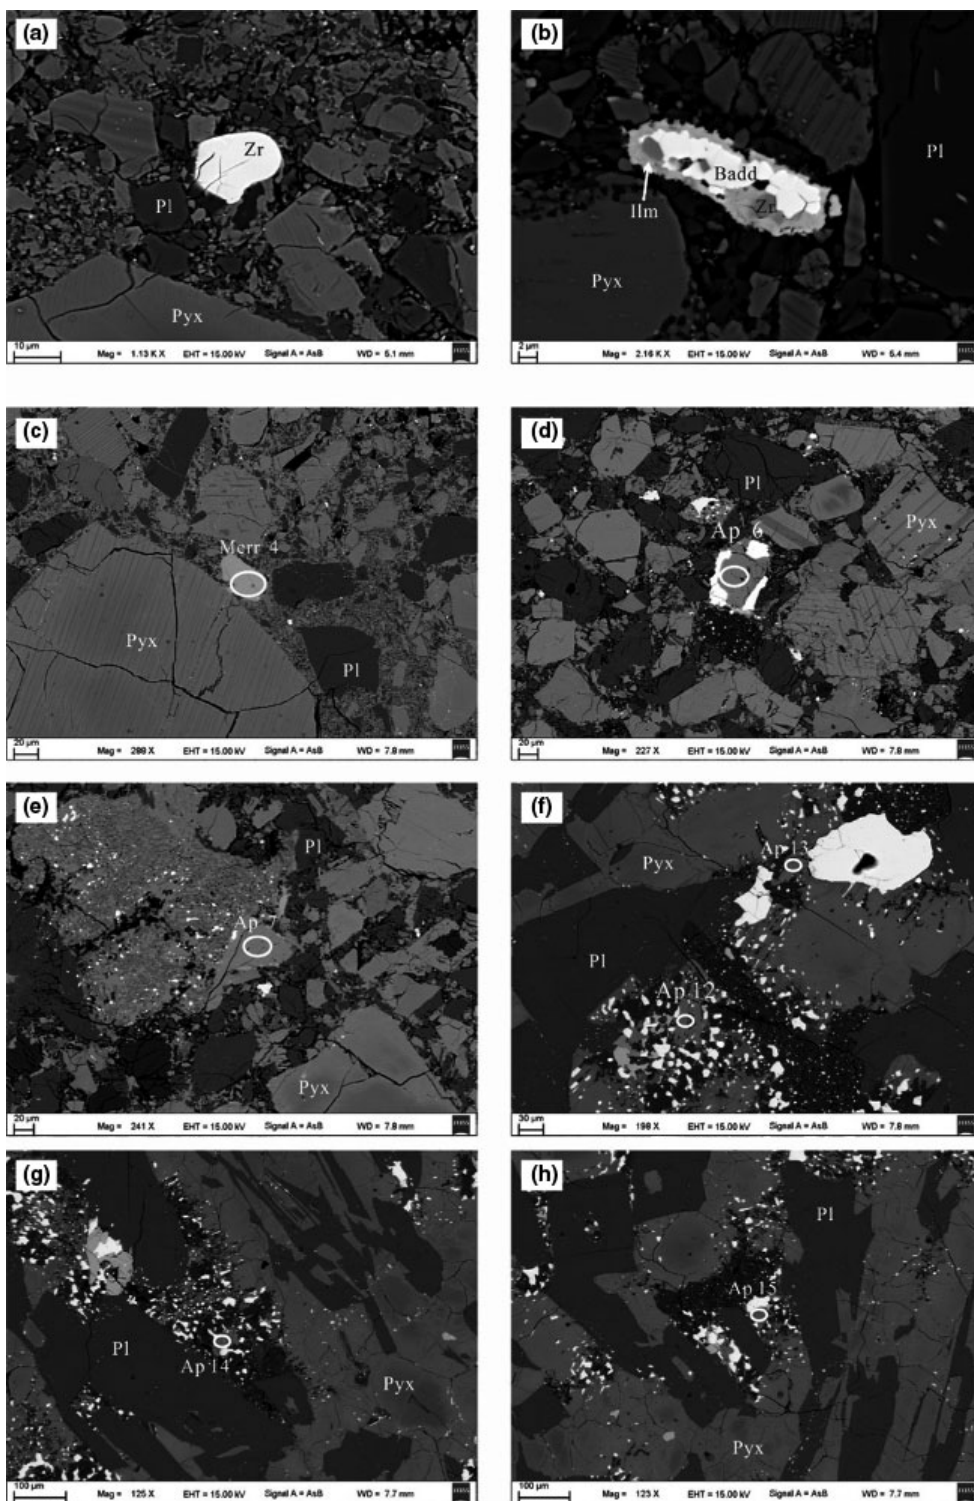 (a)
Zr
Pl
Pyx
10 µm
Mag = 1.13 K X EHT = 15.00 kV Signal A = AsB WD = 5.1 mm
(b)
Pl
Badd
Ilm
Zr
Pyx
2 µm
Mag = 2.16 K X EHT = 15.00 kV Signal A = AsB WD = 5.4 mm
(c)
Merr 4
Pyx
Pl
20 µm
Mag = 298 X EHT = 15.00 kV Signal A = AsB WD = 7.8 mm
(d)
Pl
Pyx
Ap 6
20 µm
Mag = 227 X EHT = 15.00 kV Signal A = AsB WD = 7.8 mm
(e)
Pl
Ap 7
Pyx
20 µm
Mag = 241 X EHT = 15.00 kV Signal A = AsB WD = 7.8 mm
(f)
Ap 13
Pyx
Pl
Ap 12
30 µm
Mag = 198 X EHT = 15.00 kV Signal A = AsB WD = 7.8 mm
(g)
Pl
Ap 14
Pyx
100 µm
Mag = 125 X EHT = 15.00 kV Signal A = AsB WD = 7.7 mm
(h)
Pl
Ap 15
Pyx
100 µm
Mag = 123 X EHT = 15.00 kV Signal A = AsB WD = 7.7 mm